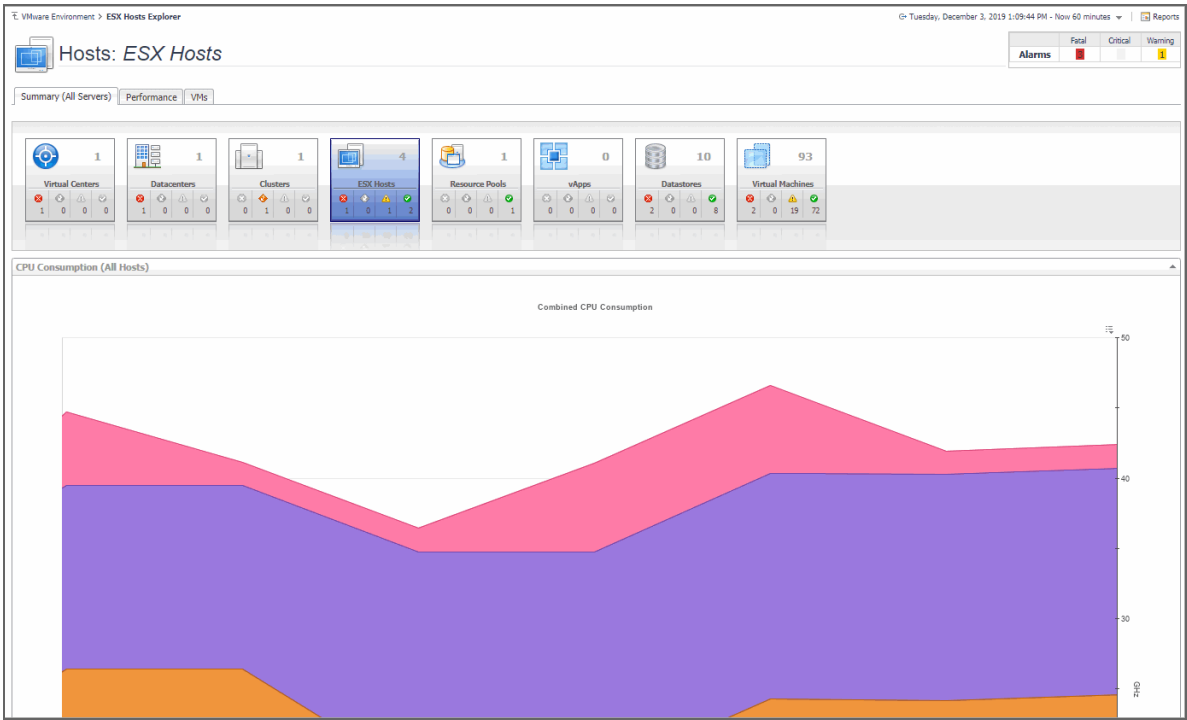 VMware Environment > ESX Hosts Explorer
Tuesday, December 3, 2019 1:09:44 PM - Now 60 minutes | Reports
Hosts: ESX Hosts
Fatal Critical Warning
Alarms 3 1
Summary (All Servers) Performance VMs
1 1 1 4 1 0 10 93
Virtual Centers Datacenters Clusters ESX Hosts Resource Pools vApps Datastores Virtual Machines
1 0 0 0 1 0 0 0 0 1 0 0 1 0 1 2 0 0 0 1 0 0 0 0 2 0 0 8 2 0 19 72
CPU Consumption (All Hosts)
Combined CPU Consumption
50
40
30
GHz